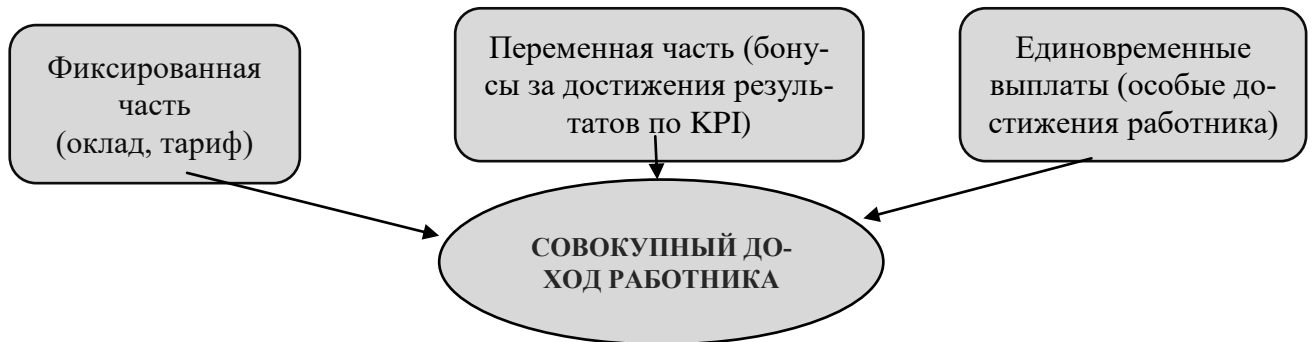 Фиксированная
часть
(оклад, тариф)
Переменная часть (бону-
сы за достижения резуль-
татов по KPI)
Единовременные
выплаты (особые до-
стижения работника)
СОВОКУПНЫЙ ДО-
ХОД РАБОТНИКА